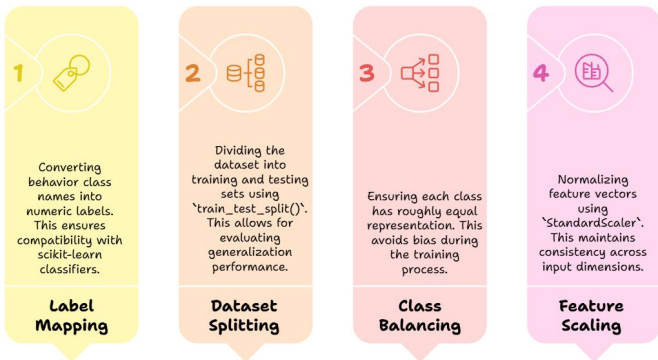 1
Converting
behavior class
names into
numeric labels.
This ensures
compatibility with
scikit-learn
classifiers.
Label
Mapping
2
Dividing the
dataset into
training and testing
sets using
`train_test_split()`.
This allows for
evaluating
generalization
performance.
Dataset
Splitting
3
Ensuring each class
has roughly equal
representation. This
avoids bias during
the training
process.
Class
Balancing
4
Normalizing
feature vectors
using
`StandardScaler`.
This maintains
consistency across
input dimensions.
Feature
Scaling